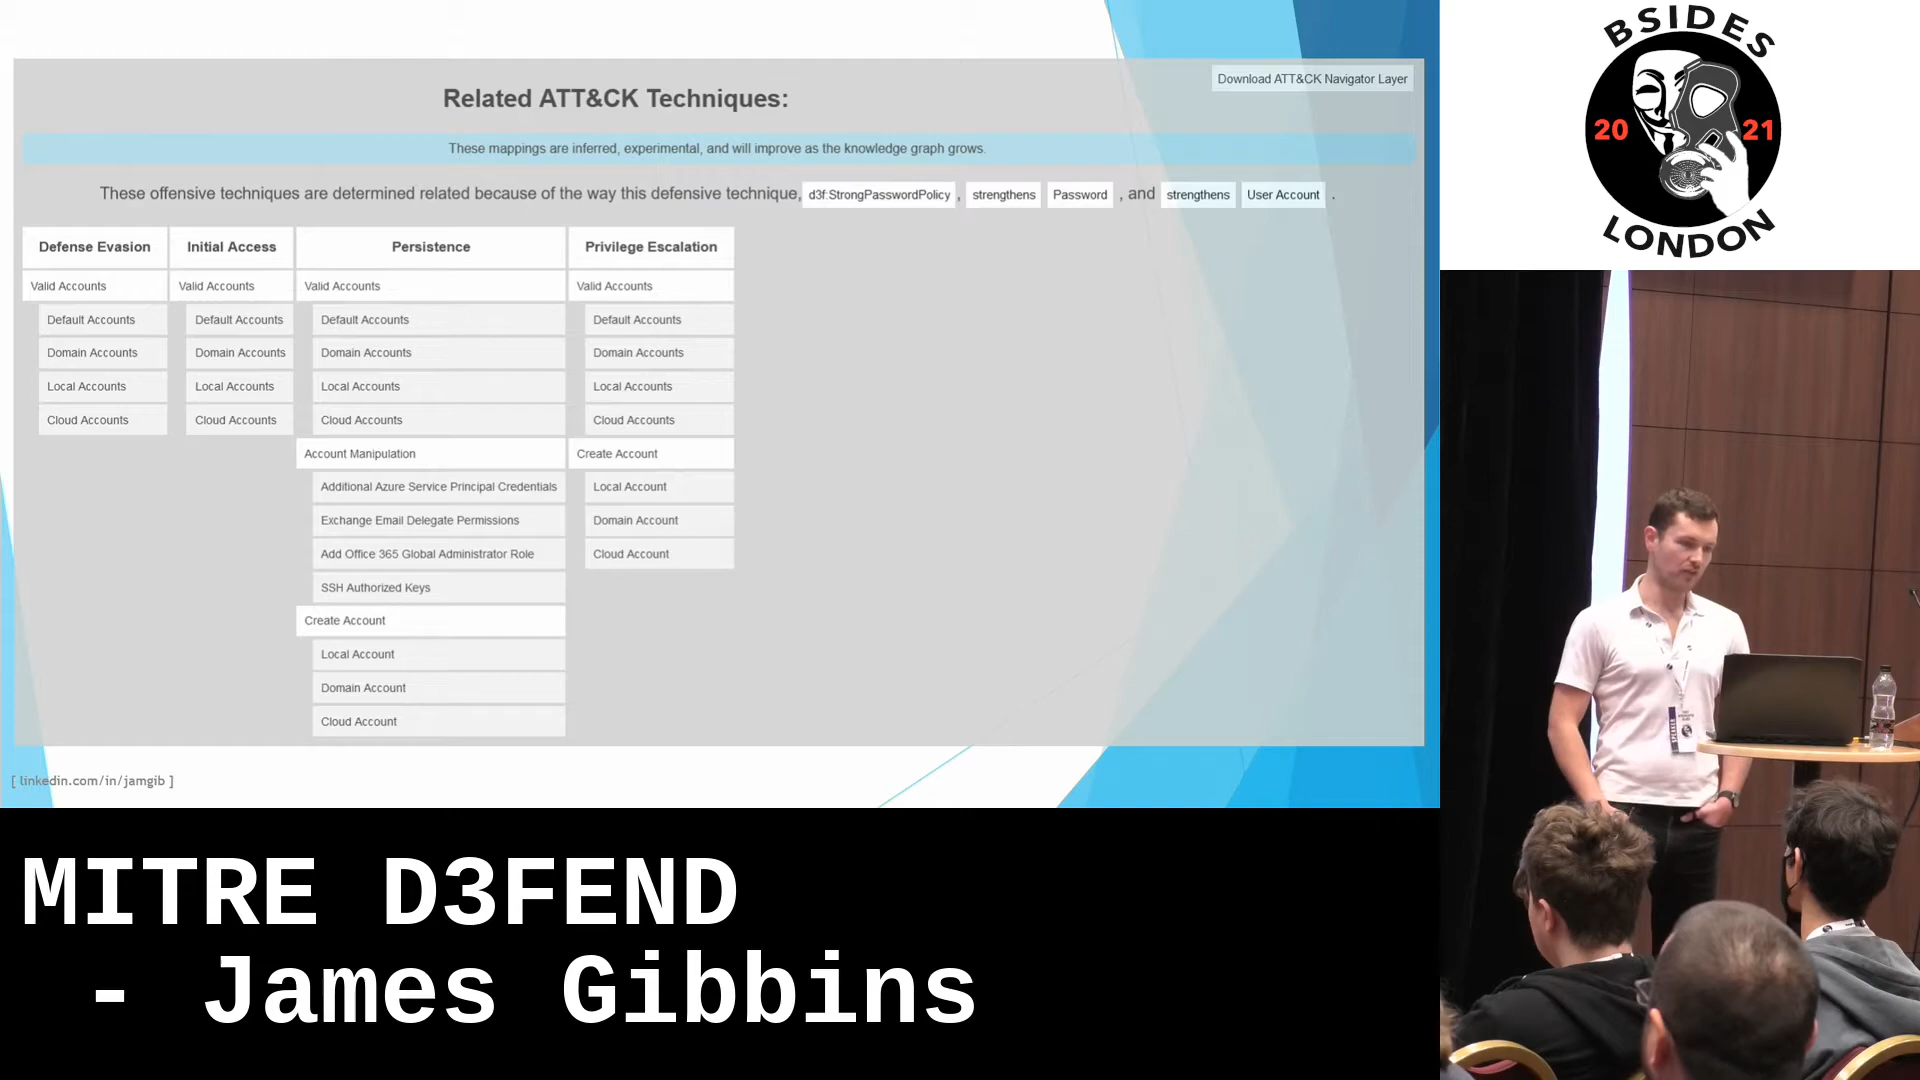 Download ATT&CK Navigator Layer
Related ATT&CK Techniques:
These mappings are inferred, experimental, and will improve as the knowledge graph grows.
These offensive techniques are determined related because of the way this defensive technique, d3f:StrongPasswordPolicy , strengthens Password , and strengthens User Account .
Defense Evasion Initial Access Persistence Privilege Escalation
Valid Accounts Valid Accounts Valid Accounts Valid Accounts
Default Accounts Default Accounts Default Accounts Default Accounts
Domain Accounts Domain Accounts Domain Accounts Domain Accounts
Local Accounts Local Accounts Local Accounts Local Accounts
Cloud Accounts Cloud Accounts Cloud Accounts Cloud Accounts
Account Manipulation Create Account
Additional Azure Service Principal Credentials Local Account
Exchange Email Delegate Permissions Domain Account
Add Office 365 Global Administrator Role Cloud Account
SSH Authorized Keys
Create Account
Local Account
Domain Account
Cloud Account
[ linkedin.com/in/jamgib ]
MITRE D3FEND
- James Gibbins
BSIDES
20 21
LONDON
SPEAKER